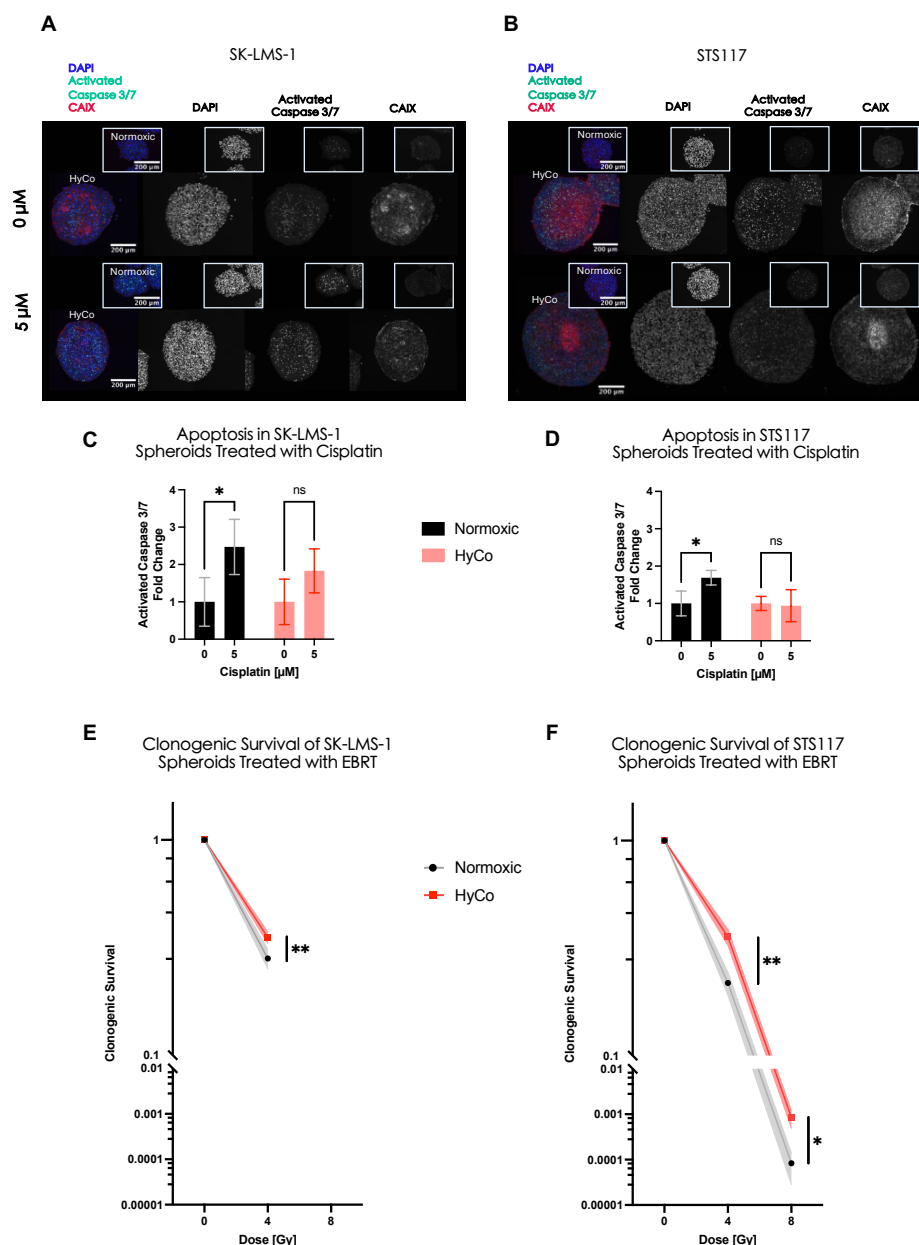 A
SK-LMS-1
DAPI
Activated
Caspase 3/7
CAIX
DAPI
Activated
Caspase 3/7
CAIX
Normoxic
200 µm
HyCo
200 µm
0 µM
Normoxic
200 µm
HyCo
200 µm
5 µM
B
STS117
DAPI
Activated
Caspase 3/7
CAIX
DAPI
Activated
Caspase 3/7
CAIX
Normoxic
200 µm
HyCo
200 µm
Normoxic
200 µm
HyCo
200 µm
C
Apoptosis in SK-LMS-1
Spheroids Treated with Cisplatin
Activated Caspase 3/7
Fold Change
4
3
2
1
0
*
ns
0
5
0
5
Cisplatin [µM]
Normoxic
HyCo
D
Apoptosis in STS117
Spheroids Treated with Cisplatin
Activated Caspase 3/7
Fold Change
4
3
2
1
0
*
ns
0
5
0
5
Cisplatin [µM]
E
Clonogenic Survival of SK-LMS-1
Spheroids Treated with EBRT
Clonogenic Survival
1
0.1
0.01
0.001
0.0001
0.00001
**
0
4
8
Dose [Gy]
Normoxic
HyCo
F
Clonogenic Survival of STS117
Spheroids Treated with EBRT
Clonogenic Survival
1
0.1
0.01
0.001
0.0001
0.00001
**
*
0
4
8
Dose [Gy]